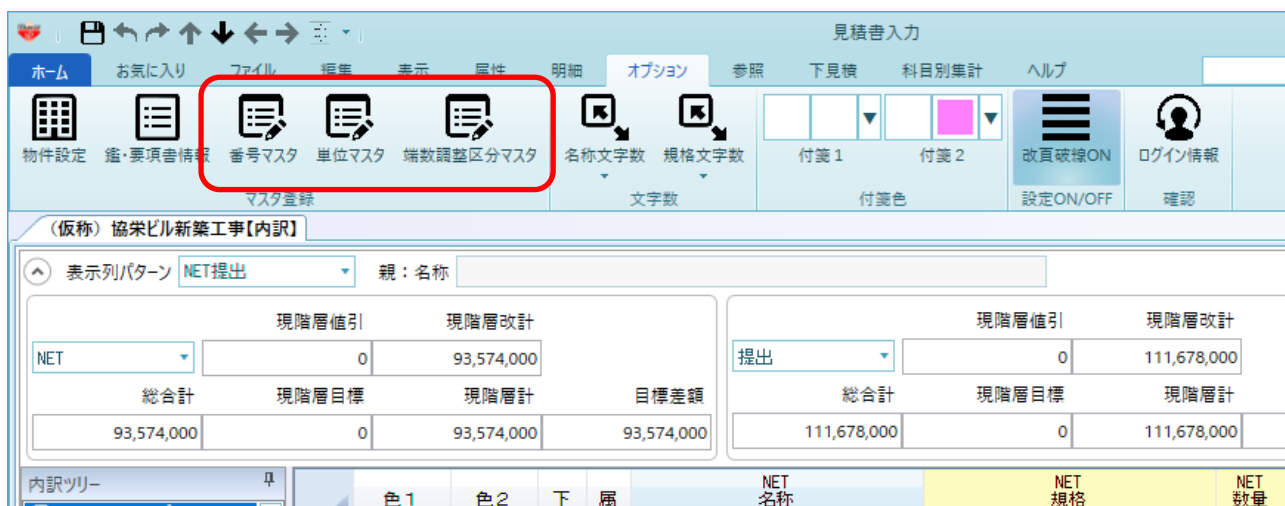 見積書入力
ホーム お気に入り ファイル 編集 表示 属性 明細 オプション 参照 下見積 科目別集計 ヘルプ
物件設定 鑑・要項書情報 番号マスタ 単位マスタ 端数調整区分マスタ 名称文字数 規格文字数 付箋1 付箋2 改頁破線ON ログイン情報
マスタ登録 文字数 付箋色 設定ON/OFF 確認
(仮称) 協栄ビル新築工事【内訳】
表示列パターン NET提出 親:名称
現階層値引 現階層改計 現階層値引 現階層改計
NET 0 93,574,000 提出 0 111,678,000
総合計 現階層目標 現階層計 目標差額 総合計 現階層目標 現階層計
93,574,000 0 93,574,000 93,574,000 111,678,000 0 111,678,000
内訳ツリー NET NET NET
色1 色2 下 属 名称 規格 数量